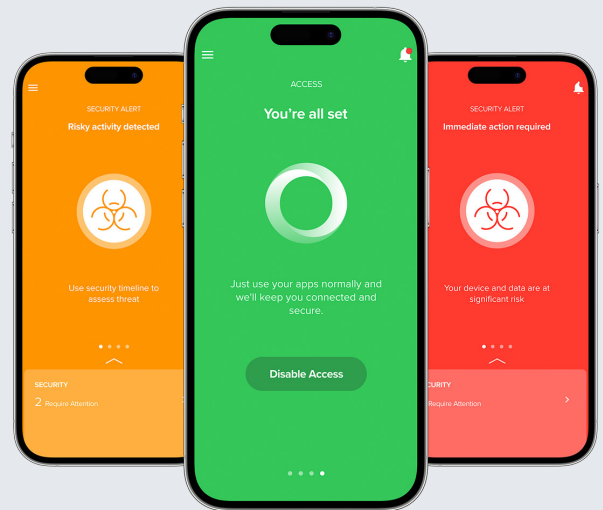 SECURITY ALERT
Risky activity detected
Use security timeline to
assess threat
SECURITY
2 Require Attention
ACCESS
You're all set
Just use your apps normally and
we'll keep you connected and
secure.
Disable Access
SECURITY ALERT
Immediate action required
Your device and data are at
significant risk
CURITY
Require Attention